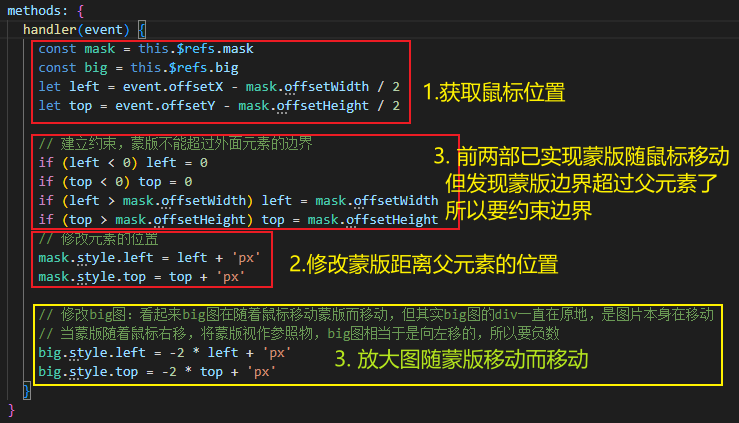 methods: {
handler(event) {
const mask = this.$refs.mask
const big = this.$refs.big
let left = event.offsetX - mask.offsetWidth / 2
let top = event.offsetY - mask.offsetHeight / 2
1.获取鼠标位置
// 建立约束，蒙版不能超过外面元素的边界
if (left < 0) left = 0
if (top < 0) top = 0
if (left > mask.offsetWidth) left = mask.offsetWidth
if (top > mask.offsetHeight) top = mask.offsetHeight
3. 前两部已实现蒙版随鼠标移动
但发现蒙版边界超过父元素了
所以要约束边界
// 修改元素的位置
mask.style.left = left + 'px'
mask.style.top = top + 'px'
2.修改蒙版距离父元素的位置
// 修改big图：看起来big图在随着鼠标移动蒙版而移动，但其实big图的div一直在原地，是图片本身在移动
// 当蒙版随着鼠标右移，将蒙版视作参照物，big图相当于是向左移的，所以要负数
big.style.left = -2 * left + 'px'
big.style.top = -2 * top + 'px'
3. 放大图随蒙版移动而移动
}
}